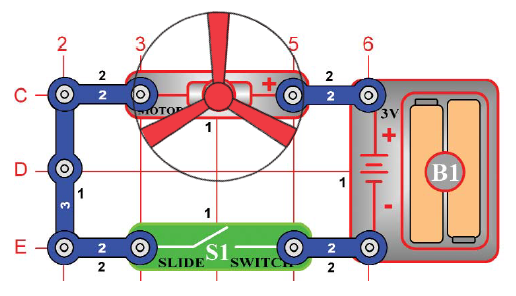 2 3 5 6
2 2
C 2 + 2
MOTOR 3V
1 +
D B1
1 1
3 1 -
E 2 S1 2
SLIDE SWITCH
2 2